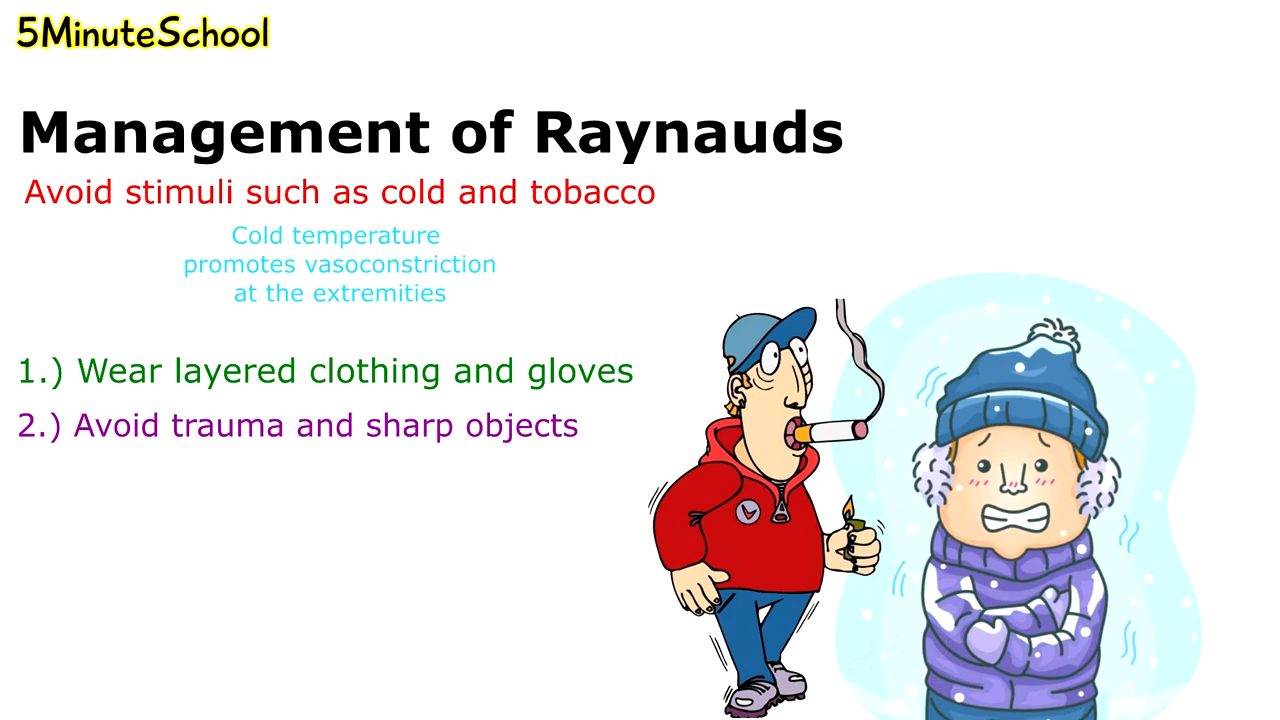 5MinuteSchool
Management of Raynauds
Avoid stimuli such as cold and tobacco
Cold temperature
promotes vasoconstriction
at the extremities
1.) Wear layered clothing and gloves
2.) Avoid trauma and sharp objects